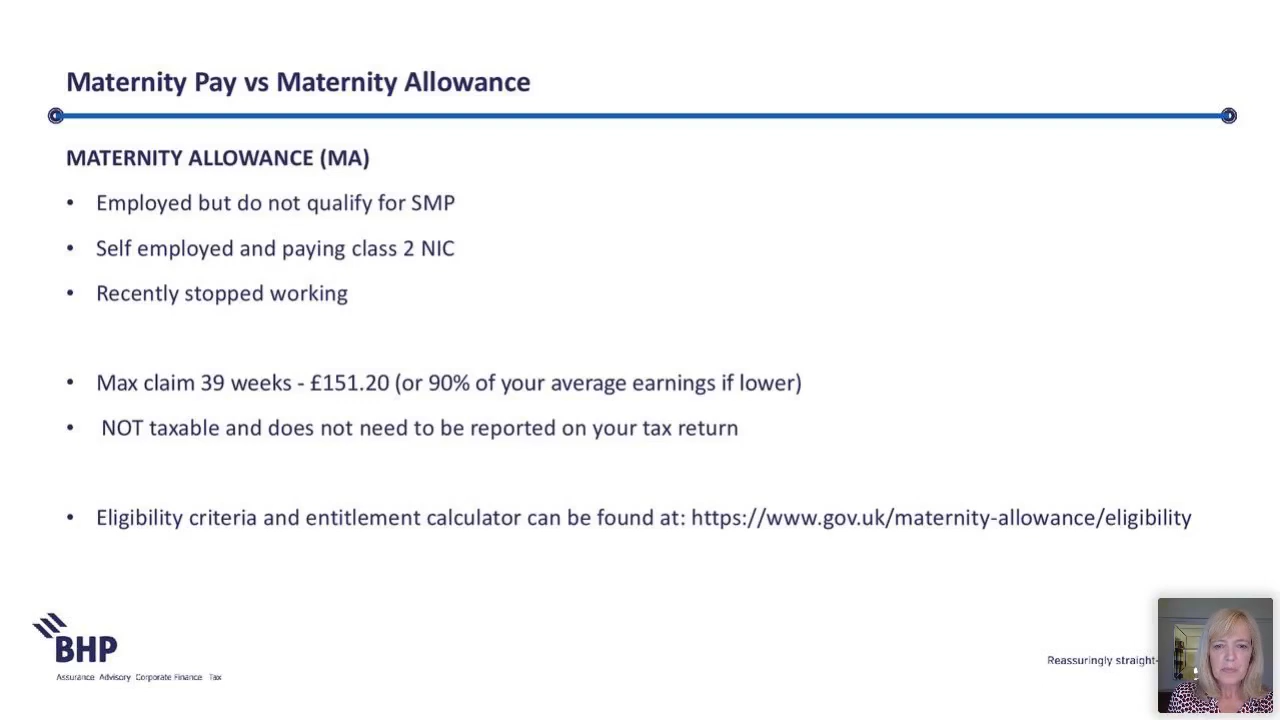 Maternity Pay vs Maternity Allowance
MATERNITY ALLOWANCE (MA)
• Employed but do not qualify for SMP
• Self employed and paying class 2 NIC
• Recently stopped working
• Max claim 39 weeks - £151.20 (or 90% of your average earnings if lower)
• NOT taxable and does not need to be reported on your tax return
• Eligibility criteria and entitlement calculator can be found at: https://www.gov.uk/maternity-allowance/eligibility
BHP
Assurance Advisory Corporate Finance Tax
Reassuringly straight-